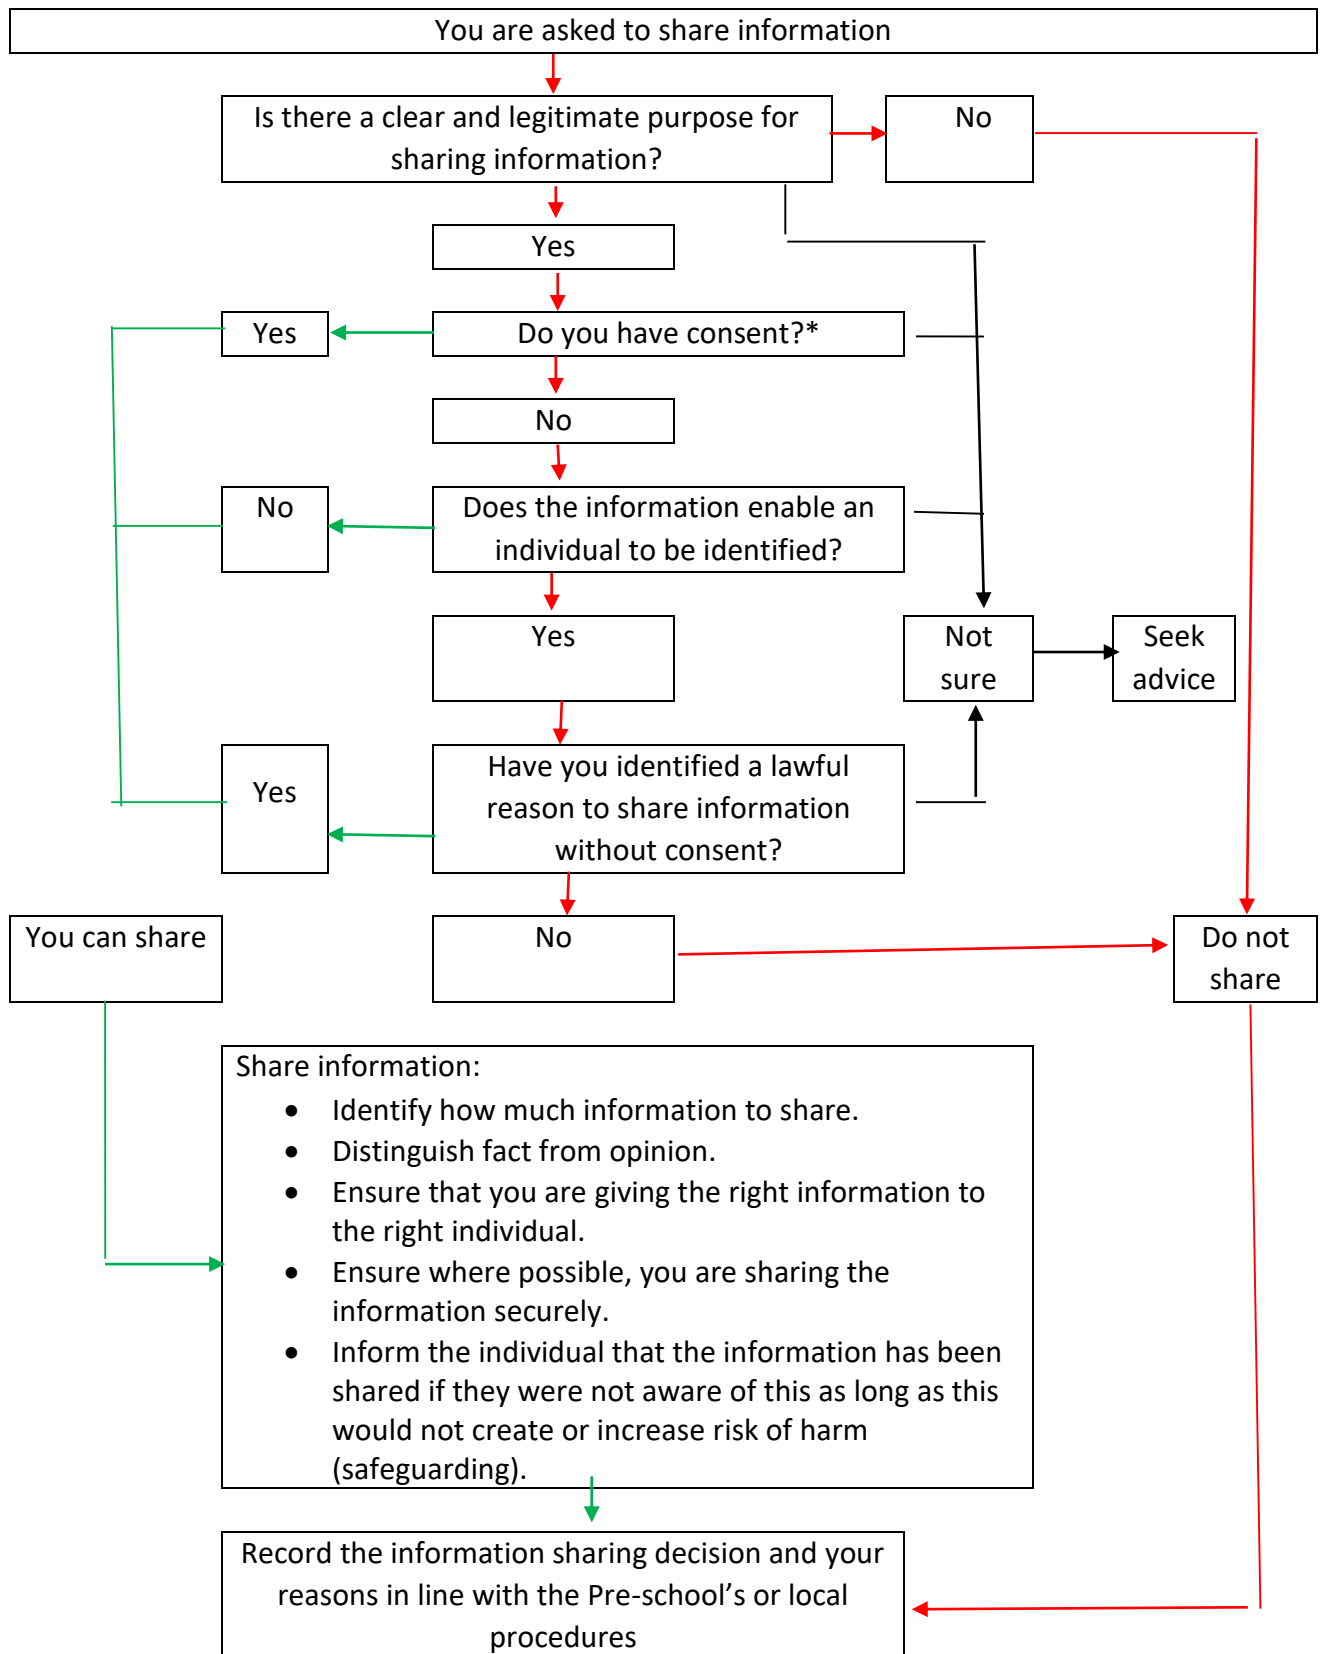 You are asked to share information
Is there a clear and legitimate purpose for
sharing information?
No
Yes
Yes
Do you have consent?*
No
No
Does the information enable an
individual to be identified?
Yes
Not
sure
Seek
advice
Yes
Have you identified a lawful
reason to share information
without consent?
You can share
No
Do not
share
Share information:
• Identify how much information to share.
• Distinguish fact from opinion.
• Ensure that you are giving the right information to
the right individual.
• Ensure where possible, you are sharing the
information securely.
• Inform the individual that the information has been
shared if they were not aware of this as long as this
would not create or increase risk of harm
(safeguarding).
Record the information sharing decision and your
reasons in line with the Pre-school’s or local
procedures